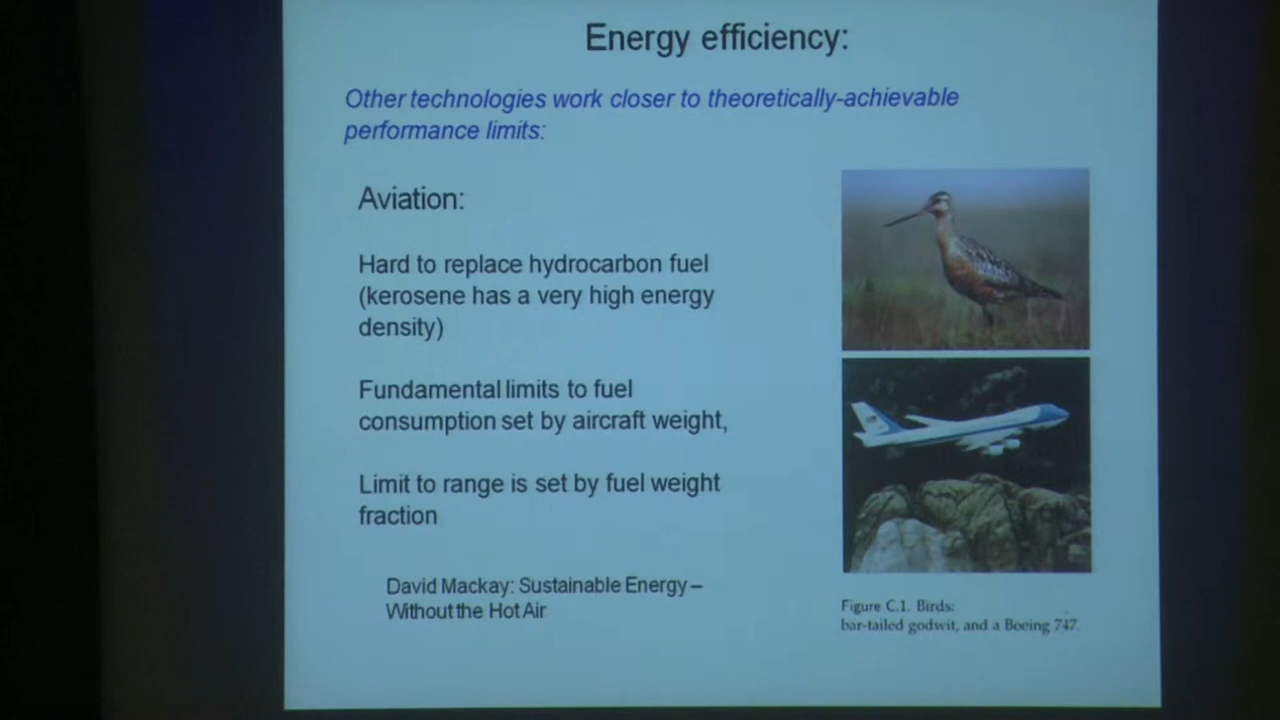 Energy efficiency:
Other technologies work closer to theoretically-achievable
performance limits:
Aviation:
Hard to replace hydrocarbon fuel
(kerosene has a very high energy
density)
Fundamental limits to fuel
consumption set by aircraft weight,
Limit to range is set by fuel weight
fraction
David Mackay: Sustainable Energy –
Without the Hot Air
Figure C.1. Birds:
bar-tailed godwit, and a Boeing 747.